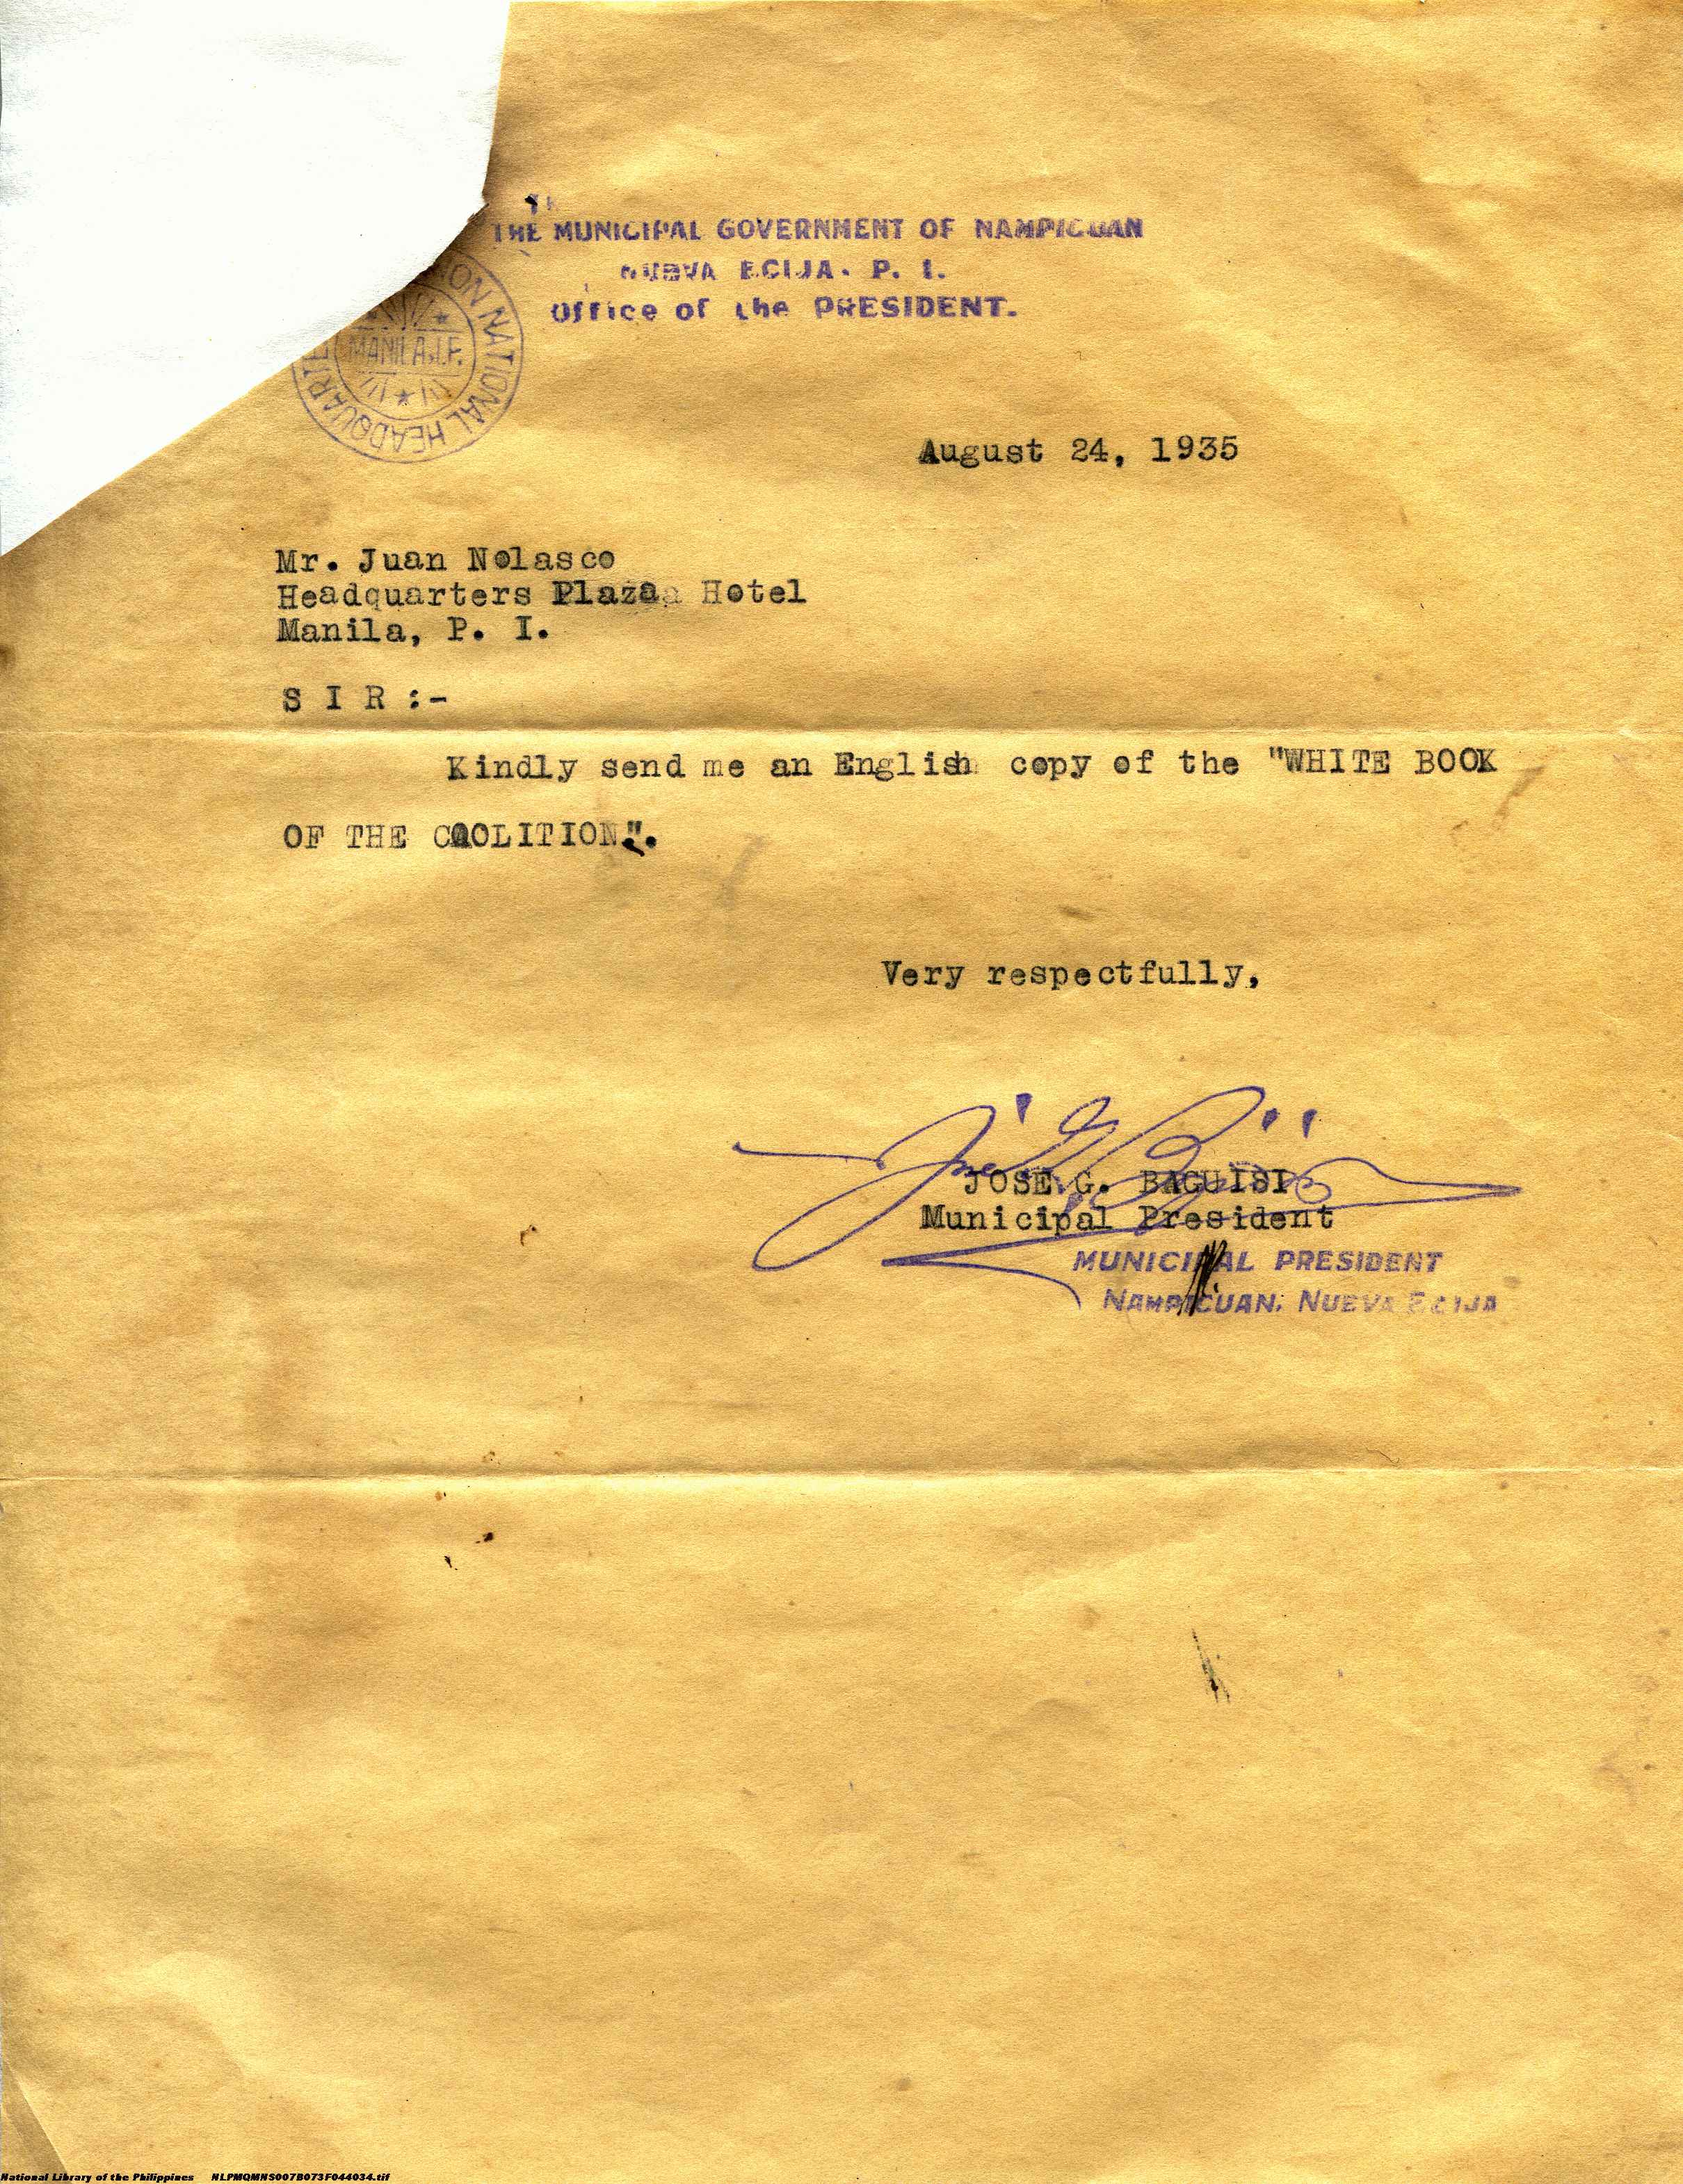 THE MUNICIPAL GOVERNMENT OF NAMPICUAN
NUEVA ECIJA. P. I.
Office of the PRESIDENT.
ON NATIONAL HEADQUARTE
MANILA, I.F.
August 24, 1935
Mr. Juan Nolasco
Headquarters Plaza Hotel
Manila, P. I.
S I R :-
Kindly send me an English copy of the "WHITE BOOK
OF THE COOLITION".
Very respectfully,
JOSE G. BAGUISI
Municipal President
MUNICIPAL PRESIDENT
NAMPICUAN, NUEVA ECIJA
National Library of the Philippines NLPMQMNS007B073F044034.tif